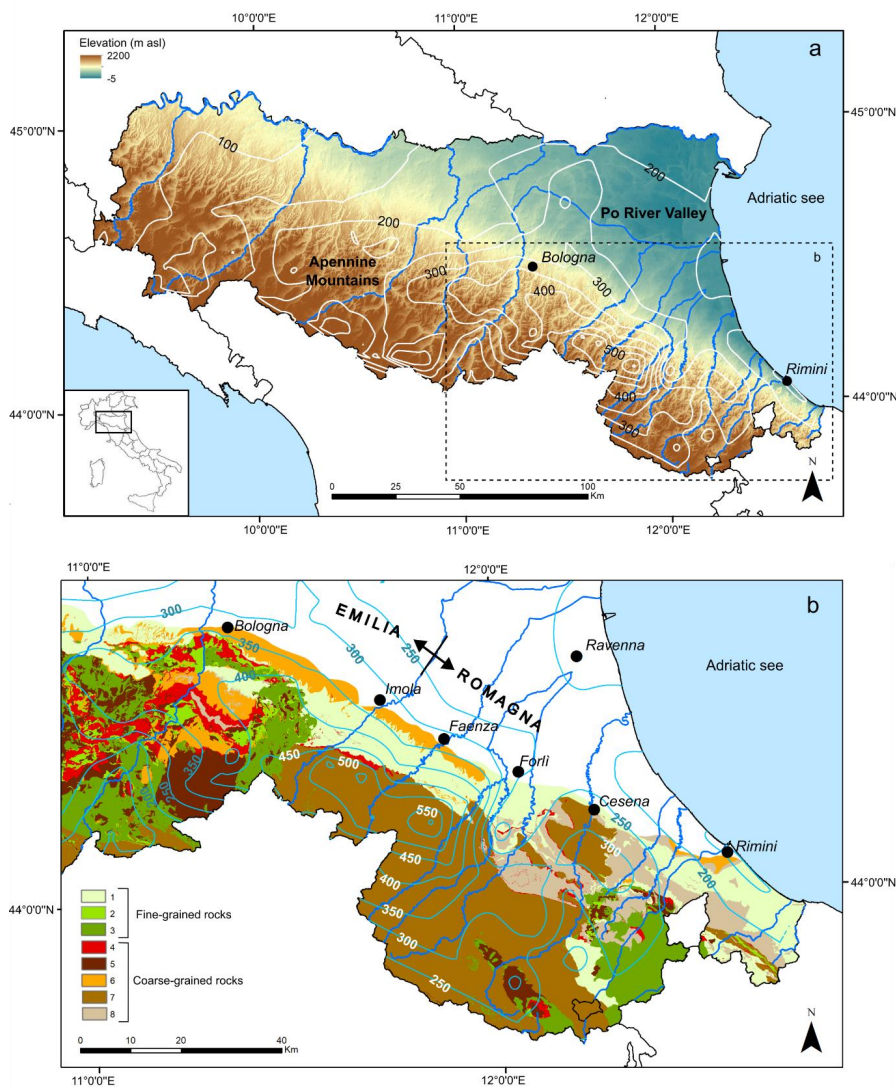 10°0'0"E 11°0'0"E 12°0'0"E
Elevation (m asl)
2200
-5
a
45°0'0"N
45°0'0"N
100
200
Adriatic see
Po River Valley
200
b
Apennine
Mountains
300
Bologna
300
400
500
Rimini
400
44°0'0"N
44°0'0"N
300
N
0 25 50 100
Km
10°0'0"E 11°0'0"E 12°0'0"E
11°0'0"E 12°0'0"E
b
300
Bologna
EMILIA
350
300
250
Ravenna
Adriatic see
400
Imola
ROMAGNA
Faenza
350
450
500
Forlì
Cesena
250
550
300
Rimini
450
200
400
44°0'0"N
44°0'0"N
350
300
250
1
2 Fine-grained rocks
3
4
5
6 Coarse-grained rocks
7
8
N
0 10 20 40
Km
11°0'0"E 12°0'0"E